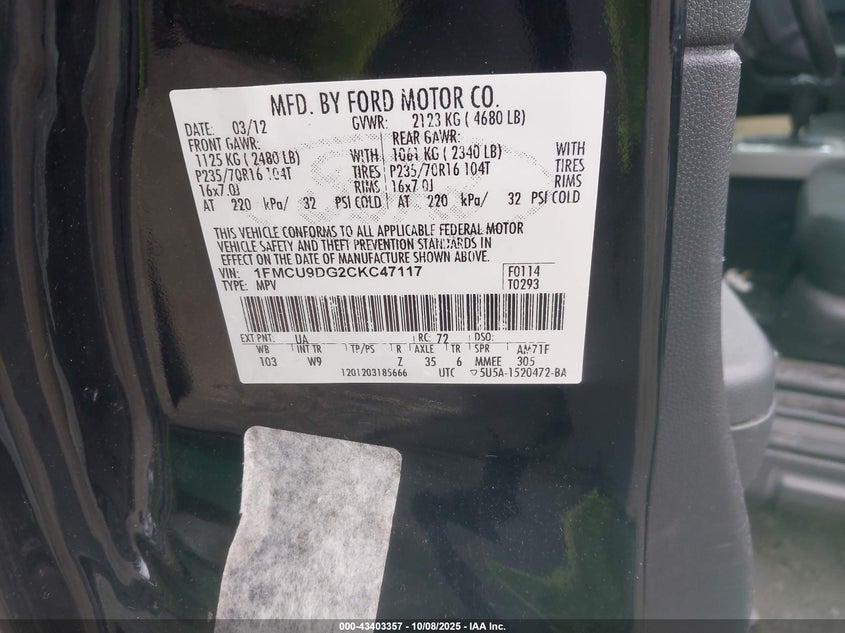 MFD. BY FORD MOTOR CO.
DATE: 03/12 GVWR: 2123 KG ( 4680 LB)
FRONT GAWR: REAR GAWR:
1125 KG ( 2480 LB) WITH 1061 KG ( 2340 LB) WITH
P235/70R16 104T TIRES P235/70R16 104T TIRES
16x7.0J RIMS 16x7.0J RIMS
AT 220 kPa/ 32 PSI COLD AT 220 kPa/ 32 PSI COLD
THIS VEHICLE CONFORMS TO ALL APPLICABLE FEDERAL MOTOR
VEHICLE SAFETY AND THEFT PREVENTION STANDARDS IN
EFFECT ON THE DATE OF MANUFACTURE SHOWN ABOVE.
VIN: 1FMCU9DG2CKC47117 F0114
TYPE: MPV T0293
EXT PNT: UA RC: 72 DSO:
WB INT TR TP/PS R AXLE TR SPR AM71F
103 W9 Z 35 6 MMEE 305
1201203185666 UTC 5U5A-1520472-BA
000-43403357 - 10/08/2025 - IAA Inc.